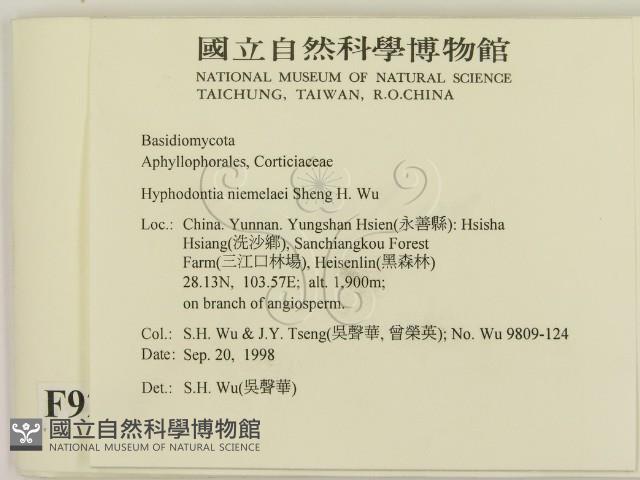 國立自然科學博物館
NATIONAL MUSEUM OF NATURAL SCIENCE
TAICHUNG, TAIWAN, R.O.CHINA
Basidiomycota
Aphyllophorales, Corticiaceae
Hyphodontia niemelaei Sheng H. Wu
Loc.: China. Yunnan. Yungshan Hsien(永善縣): Hsisha
Hsiang(洗沙鄉), Sanchiangkou Forest
Farm(三江口林場), Heisenlin(黑森林)
28.13N, 103.57E; alt. 1,900m;
on branch of angiosperm.
Col.: S.H. Wu & J.Y. Tseng(吳聲華, 曾榮英); No. Wu 9809-124
Date: Sep. 20, 1998
Det.: S.H. Wu(吳聲華)
國立自然科學博物館
NATIONAL MUSEUM OF NATURAL SCIENCE